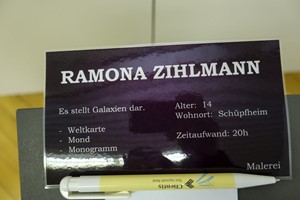 RAMONA ZIHLMANN
Es stellt Galaxien dar.
- Weltkarte
- Mond
- Monogramm
Alter: 14
Wohnort: Schüpfheim
Zeitaufwand: 20h
Malerei